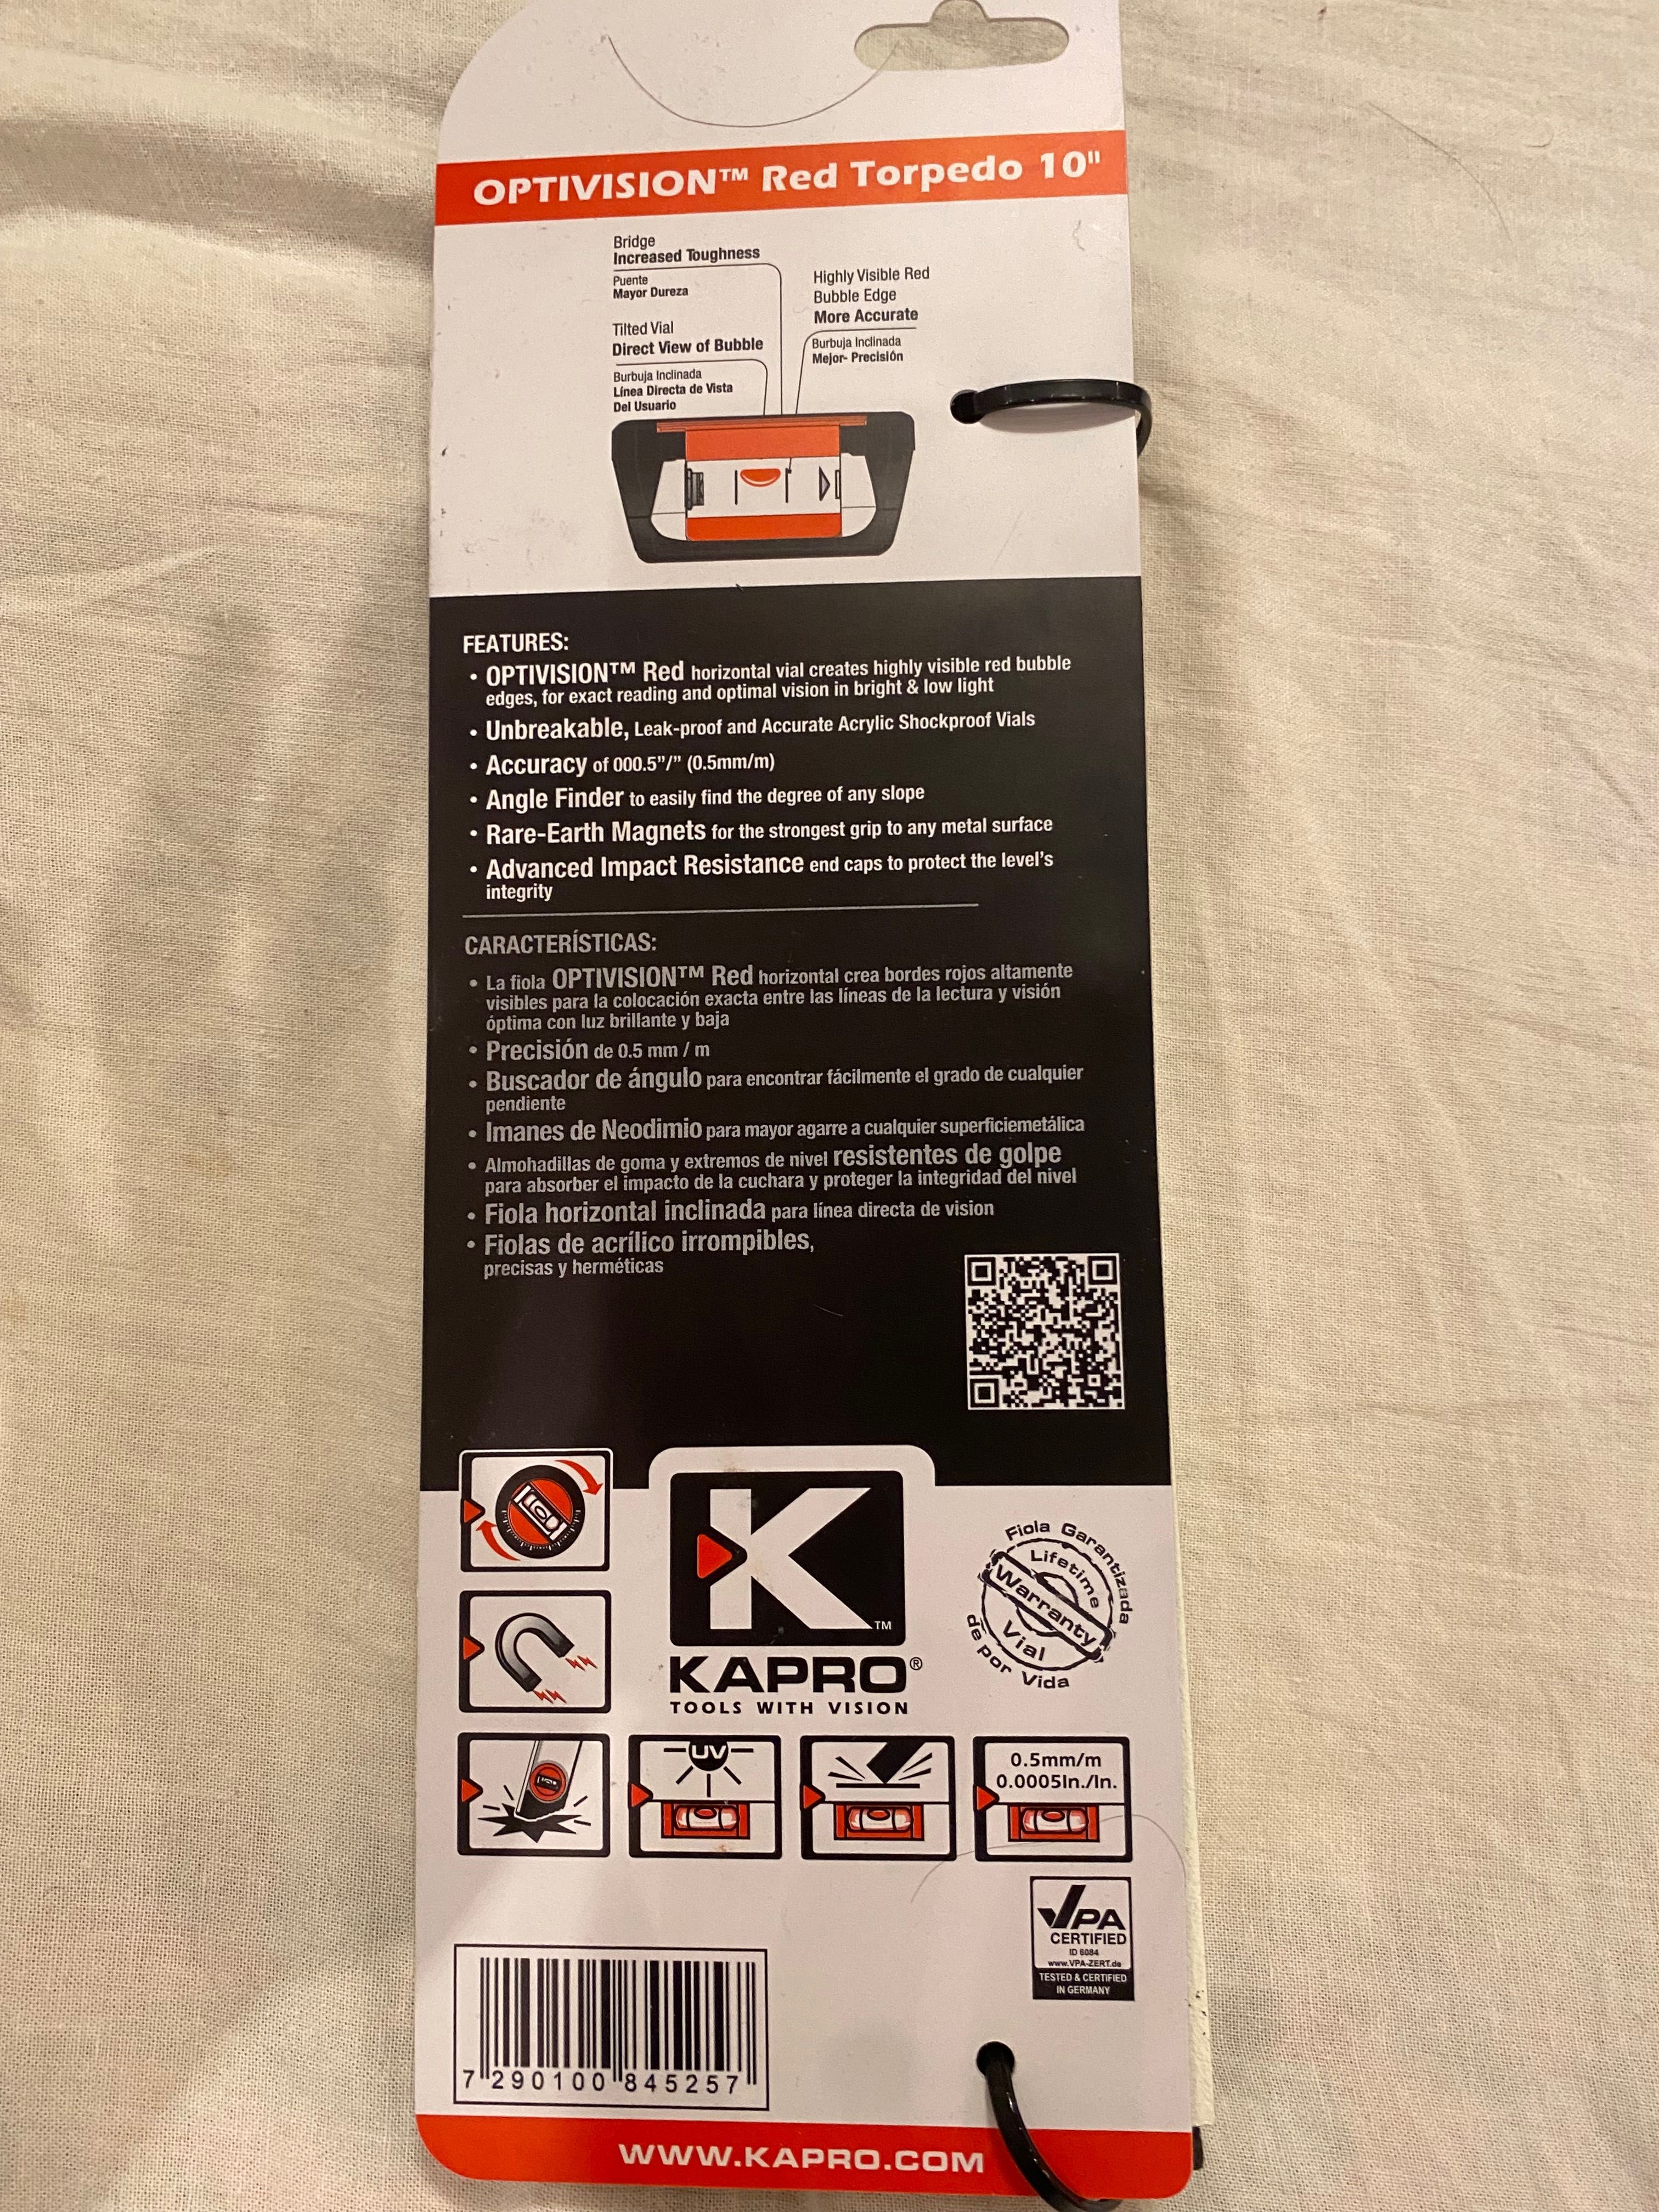 OPTIVISION™ Red Torpedo 10"
Bridge
Increased Toughness
Puente
Mayor Dureza
Tilted Vial
Direct View of Bubble
Burbuja Inclinada
Línea Directa de Vista
Del Usuario
Highly Visible Red
Bubble Edge
More Accurate
Burbuja Inclinada
Mejor- Precisión
FEATURES:
• OPTIVISION™ Red horizontal vial creates highly visible red bubble
edges, for exact reading and optimal vision in bright & low light
• Unbreakable, Leak-proof and Accurate Acrylic Shockproof Vials
• Accuracy of 000.5”/” (0.5mm/m)
• Angle Finder to easily find the degree of any slope
• Rare-Earth Magnets for the strongest grip to any metal surface
• Advanced Impact Resistance end caps to protect the level's
integrity
CARACTERÍSTICAS:
• La fiola OPTIVISION™ Red horizontal crea bordes rojos altamente
visibles para la colocación exacta entre las líneas de la lectura y visión
óptima con luz brillante y baja
• Precisión de 0.5 mm / m
• Buscador de ángulo para encontrar fácilmente el grado de cualquier
pendiente
• Imanes de Neodimio para mayor agarre a cualquier superficiemetálica
• Almohadillas de goma y extremos de nivel resistentes de golpe
para absorber el impacto de la cuchara y proteger la integridad del nivel
• Fiola horizontal inclinada para línea directa de vision
• Fiolas de acrílico irrompibles,
precisas y herméticas
K™
KAPRO®
TOOLS WITH VISION
Fiola Garantizada
de por Vida
Lifetime
Warranty
Vial
UV
0.5mm/m
0.0005In./In.
VPA
CERTIFIED
ID 6084
www.VPA-ZERT.de
TESTED & CERTIFIED
IN GERMANY
7 290100 845257
WWW.KAPRO.COM